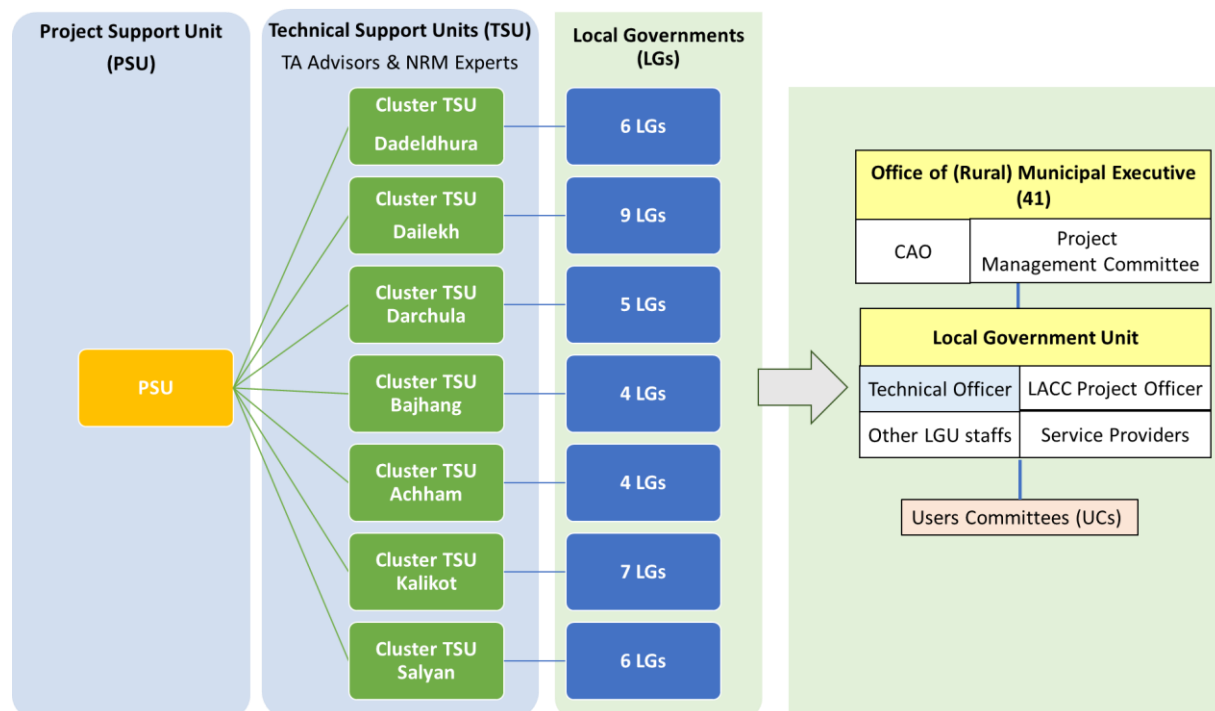 Project Support Unit
(PSU)
PSU
Technical Support Units (TSU)
TA Advisors & NRM Experts
Cluster TSU
Dadeldhura
Cluster TSU
Dailekh
Cluster TSU
Darchula
Cluster TSU
Bajhang
Cluster TSU
Achham
Cluster TSU
Kalikot
Cluster TSU
Salyan
Local Governments
(LGs)
6 LGs
9 LGs
5 LGs
4 LGs
4 LGs
7 LGs
6 LGs
Office of (Rural) Municipal Executive
(41)
CAO
Project
Management Committee
Local Government Unit
Technical Officer
LACC Project Officer
Other LGU staffs
Service Providers
Users Committees (UCs)